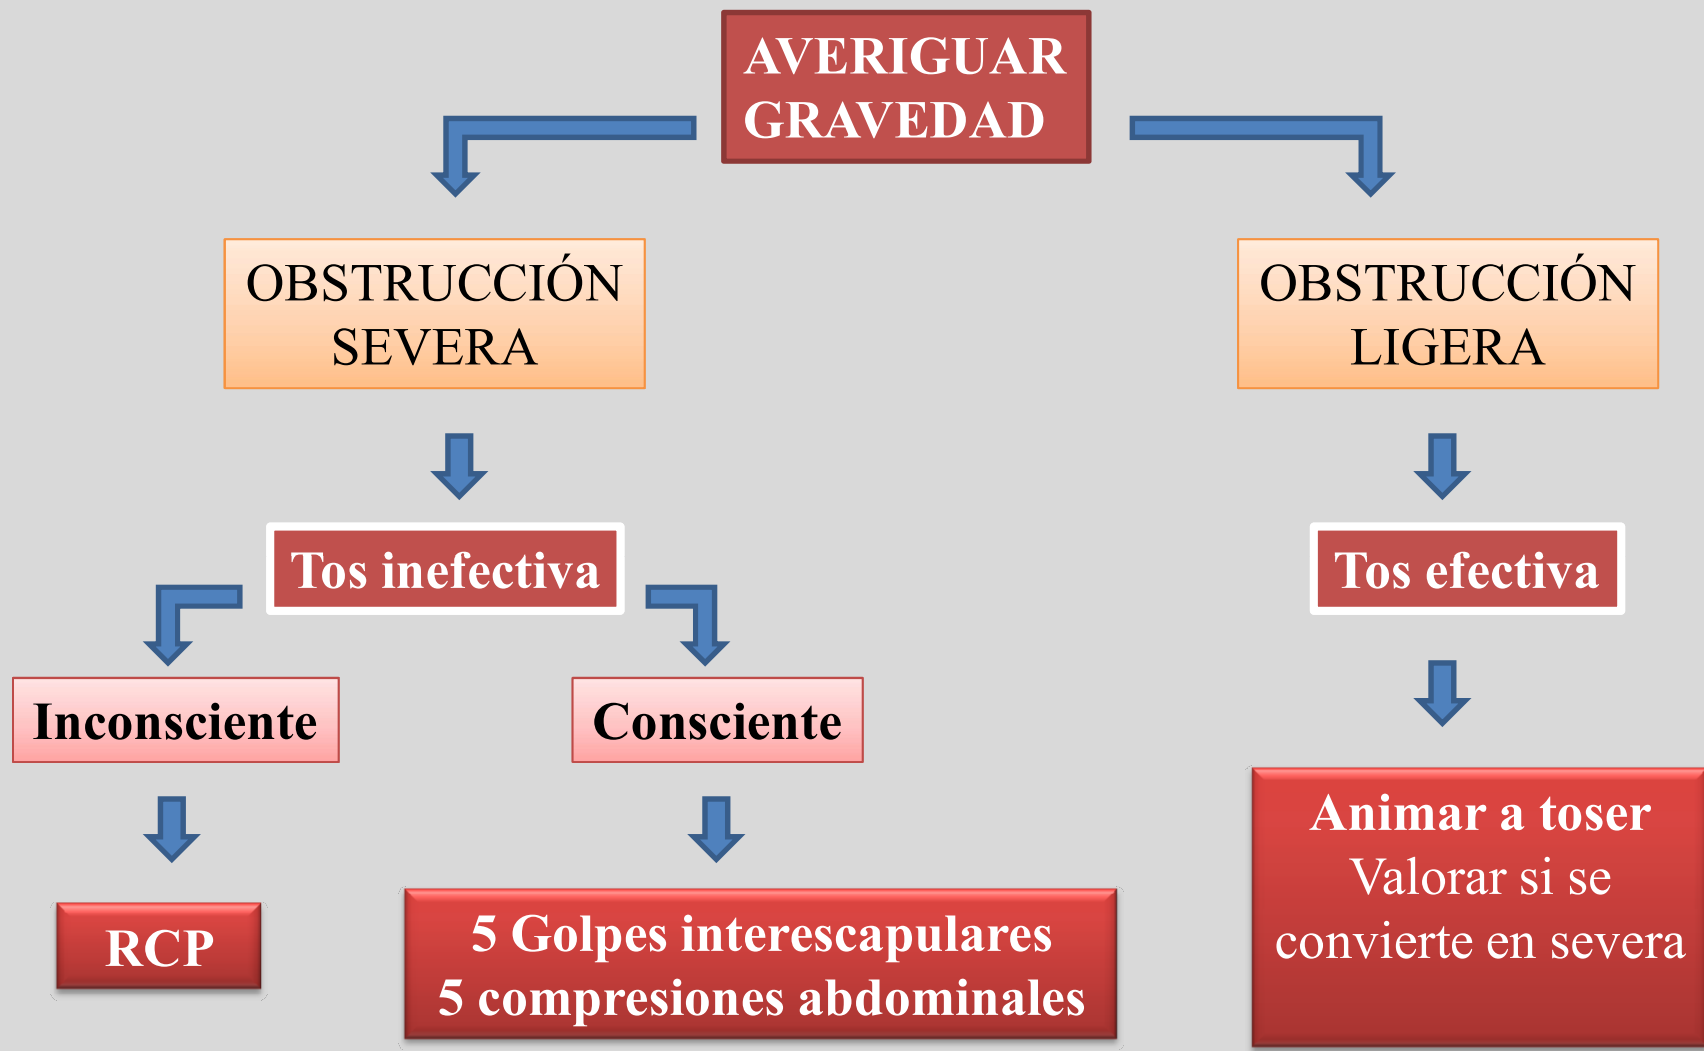 AVERIGUAR
GRAVEDAD
OBSTRUCCIÓN
SEVERA
OBSTRUCCIÓN
LIGERA
Tos inefectiva
Tos efectiva
Inconsciente
Consciente
RCP
5 Golpes interescapulares
5 compresiones abdominales
Animar a toser
Valorar si se
convierte en severa